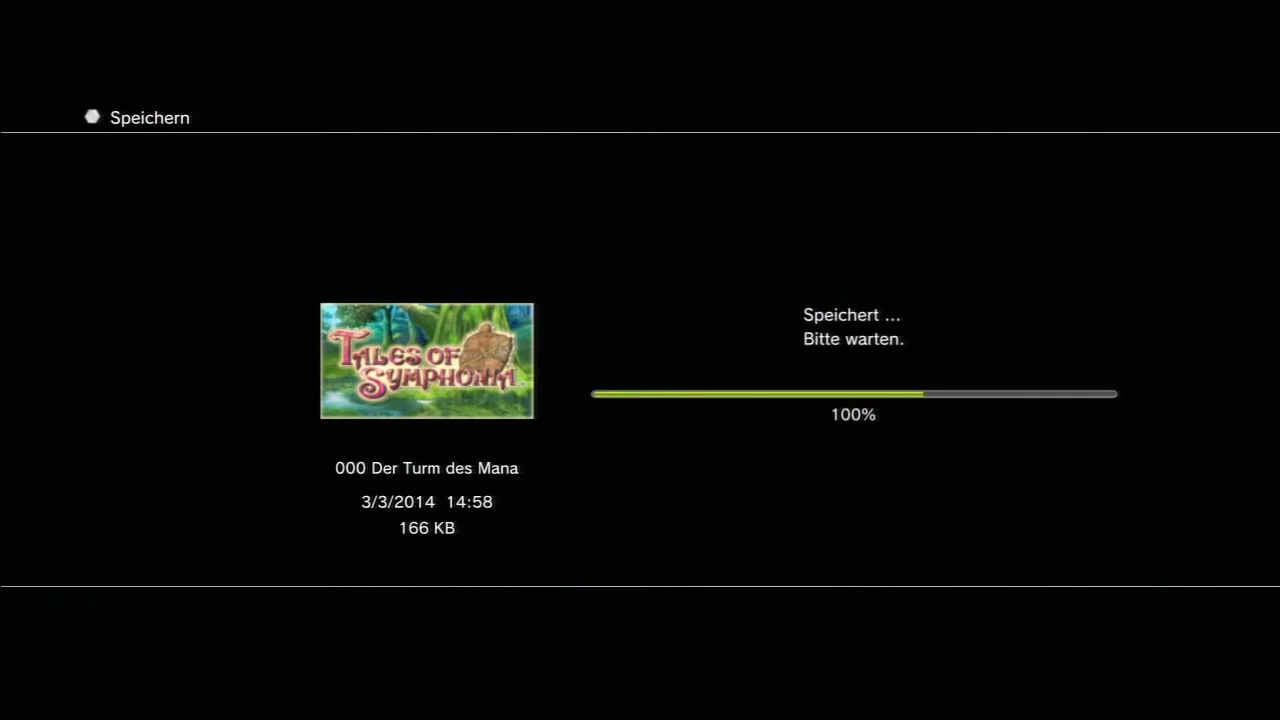 Speichern
TALES OF
SYMPHONIA
Speichert ...
Bitte warten.
100%
000 Der Turm des Mana
3/3/2014 14:58
166 KB